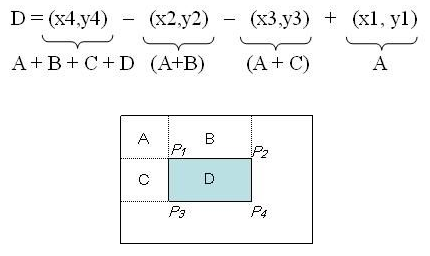 D = (x4,y4) – (x2,y2) – (x3,y3) + (x1, y1)
A + B + C + D (A+B) (A + C) A
A B
P1 P2
C D
P3 P4